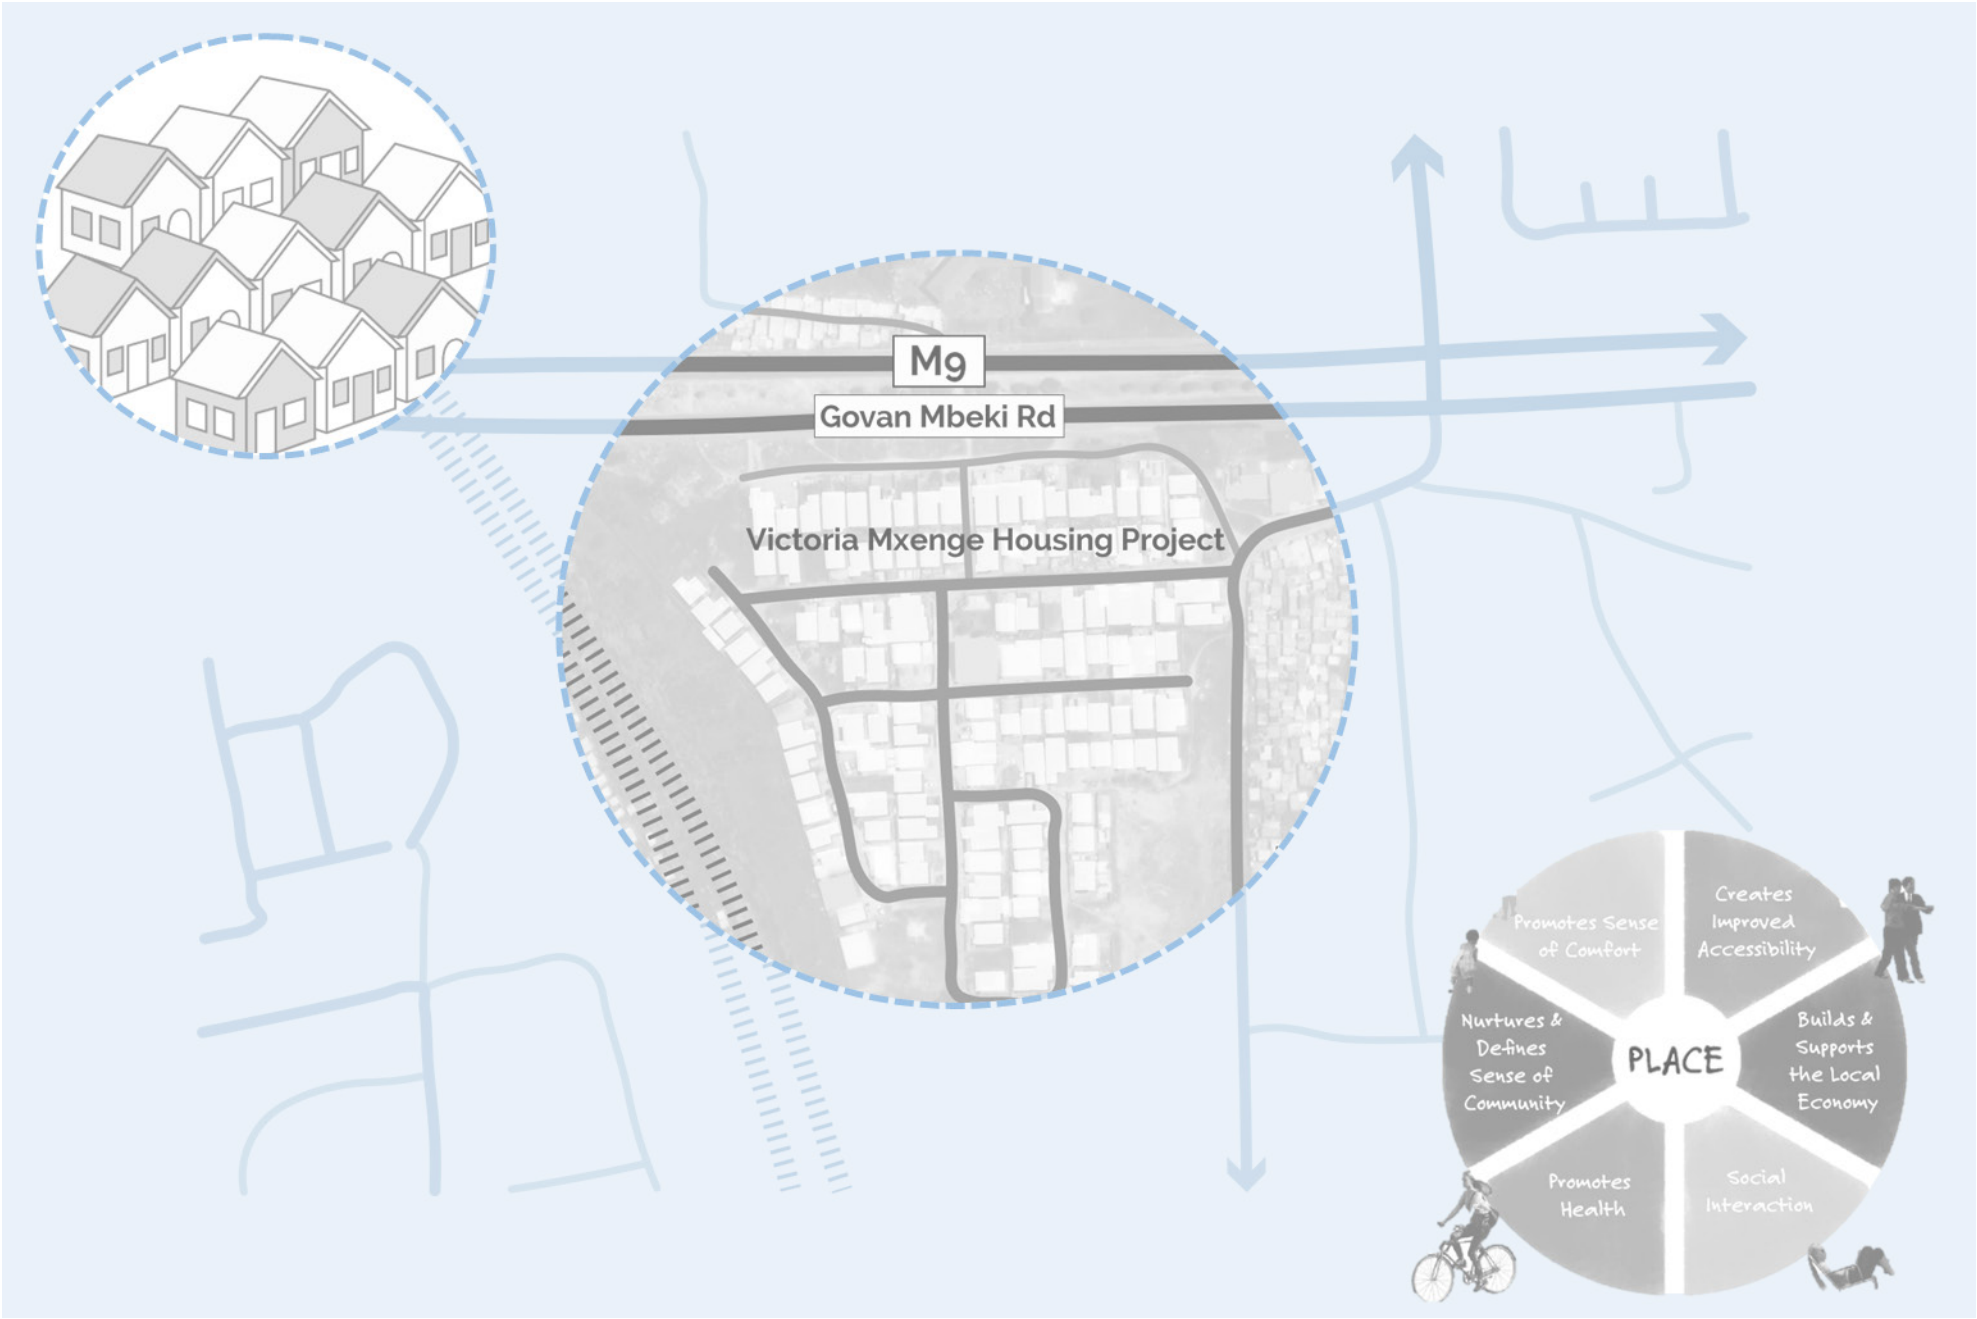 M9
Govan Mbeki Rd
Victoria Mxenge Housing Project
Promotes Sense
of Comfort
Creates
Improved
Accessibility
Nurtures &
Defines
Sense of
Community
PLACE
Builds &
Supports
the Local
Economy
Promotes
Health
Social
Interaction